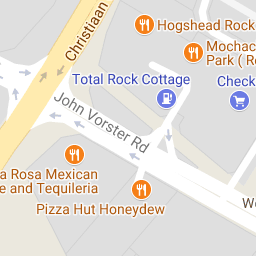 Hogshead Rock
Mochac
Park ( Ro
Christiaan
Total Rock Cottage
Check
John Vorster Rd
a Rosa Mexican
e and Tequileria
Pizza Hut Honeydew
We